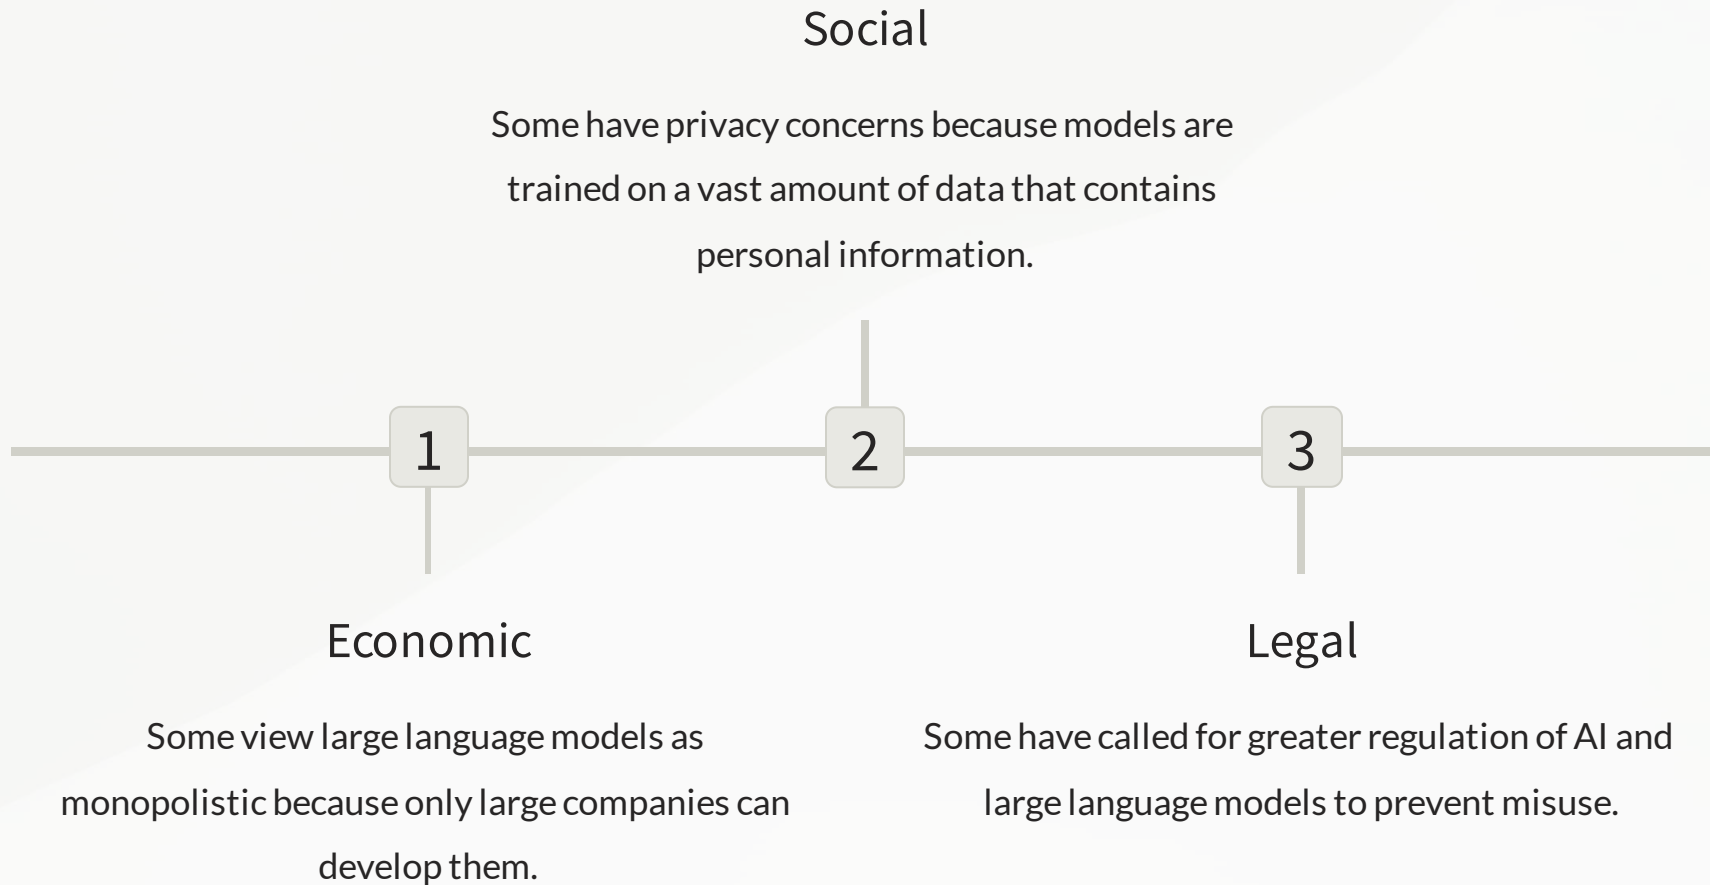 Social
Some have privacy concerns because models are
trained on a vast amount of data that contains
personal information.
1
2
3
Economic
Some view large language models as
monopolistic because only large companies can
develop them.
Legal
Some have called for greater regulation of AI and
large language models to prevent misuse.